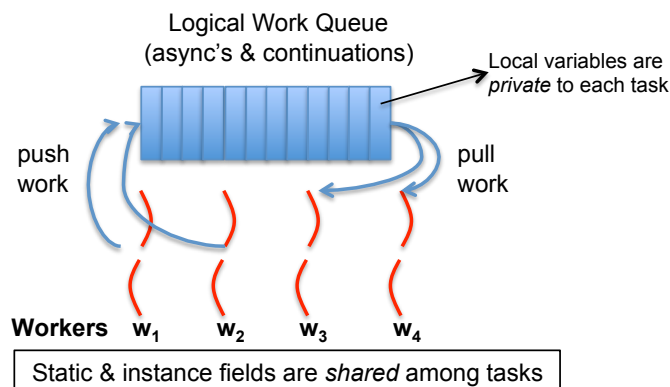 Logical Work Queue
(async's & continuations)
Local variables are
private to each task
push
work
pull
work
Workers w₁ w₂ w₃ w₄
Static & instance fields are shared among tasks